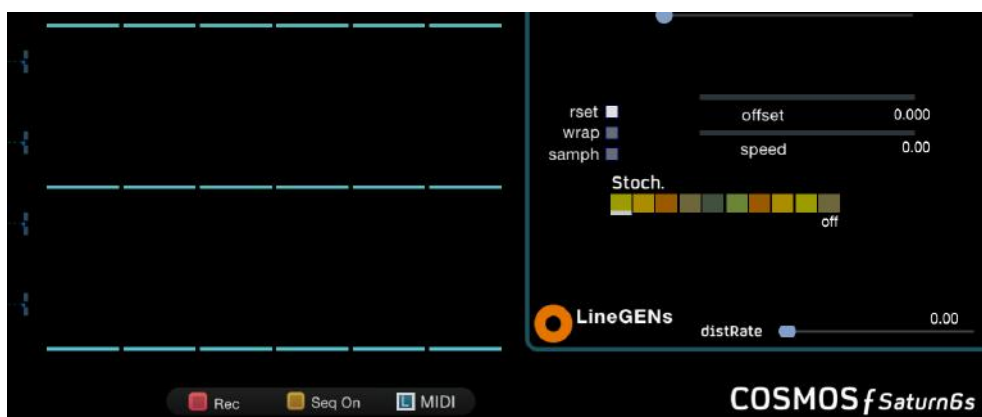 rset
offset 0.000
wrap
speed 0.00
samph
Stoch.
off
LineGENs
distRate 0.00
Rec Seq On L MIDI
COSMOS f Saturn6s